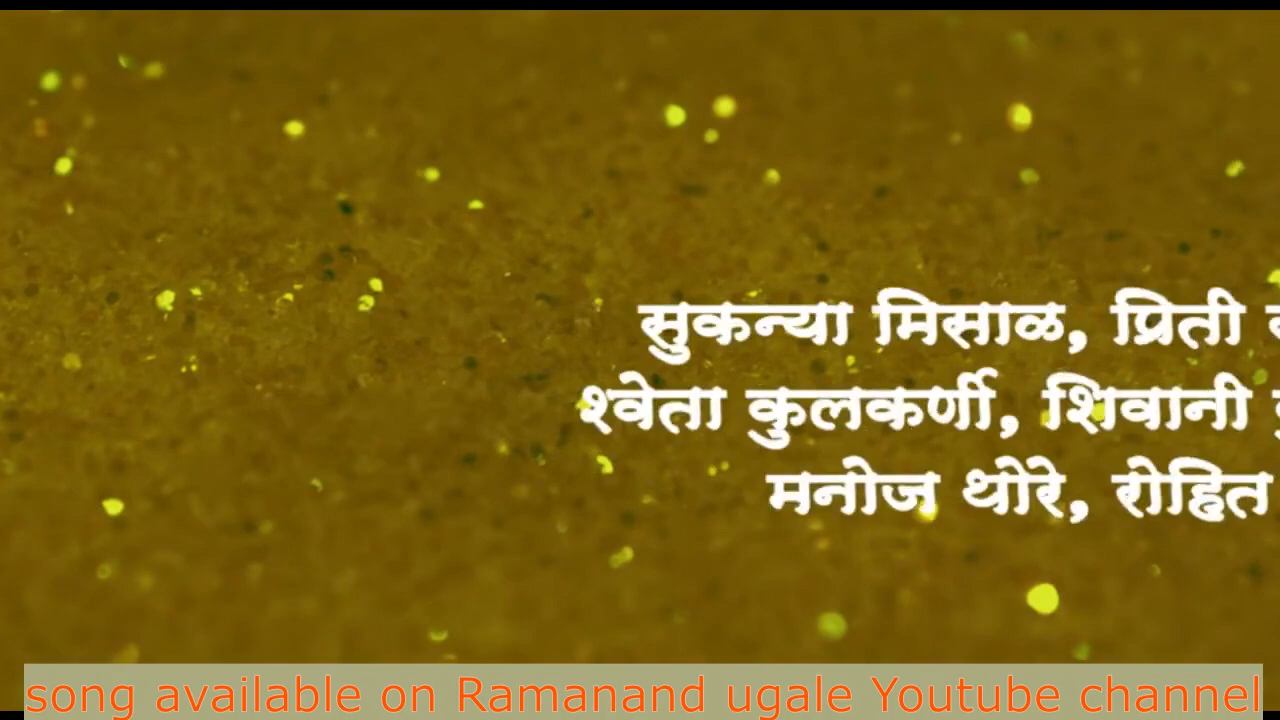 सुकन्या मिसाळ, प्रिती
श्वेता कुलकर्णी, शिवानी
मनोज थोरे, रोहित
song available on Ramanand ugale Youtube channel